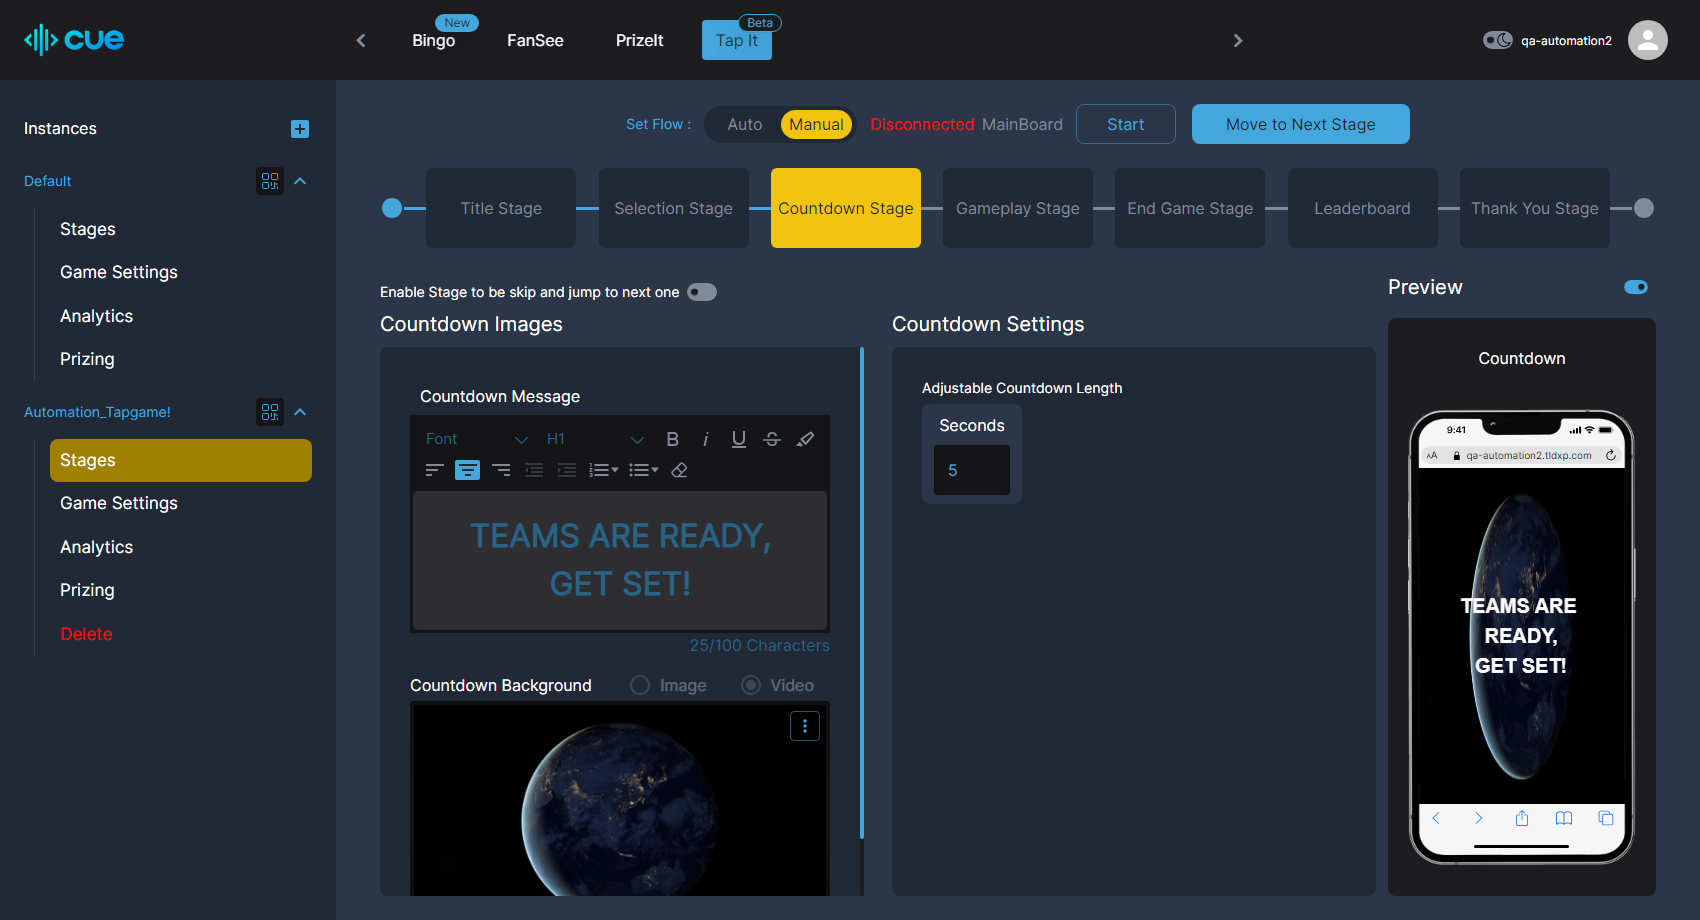 cue
New
Bingo
FanSee
PrizeIt
Beta
Tap It
qa-automation2
Instances
Default
Stages
Game Settings
Analytics
Prizing
Automation_Tapgame!
Stages
Game Settings
Analytics
Prizing
Delete
Set Flow :
Auto
Manual
Disconnected MainBoard
Start
Move to Next Stage
Title Stage
Selection Stage
Countdown Stage
Gameplay Stage
End Game Stage
Leaderboard
Thank You Stage
Enable Stage to be skip and jump to next one
Countdown Images
Countdown Message
Font
H1
B
i
U
S
TEAMS ARE READY,
GET SET!
25/100 Characters
Countdown Background
Image
Video
Countdown Settings
Adjustable Countdown Length
Seconds
5
Preview
Countdown
9:41
AA
qa-automation2.tldxp.com
TEAMS ARE
READY,
GET SET!